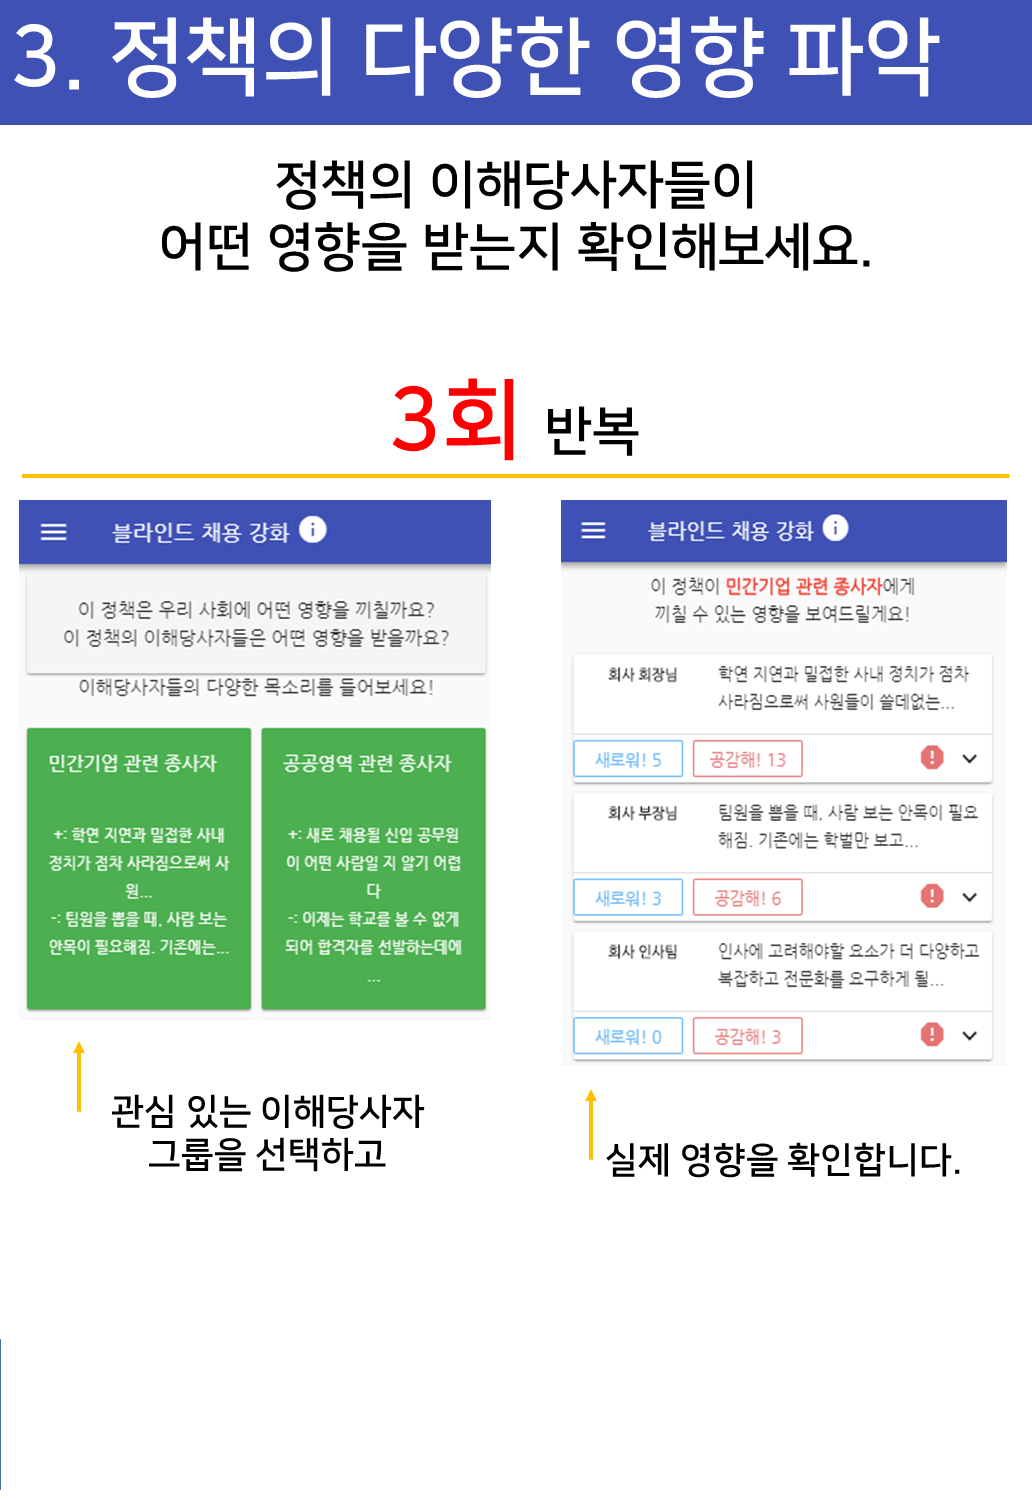 3. 정책의 다양한 영향 파악
정책의 이해당사자들이
어떤 영향을 받는지 확인해보세요.
3회 반복
블라인드 채용 강화 i
이 정책은 우리 사회에 어떤 영향을 끼칠까요?
이 정책의 이해당사자들은 어떤 영향을 받을까요?
이해당사자들의 다양한 목소리를 들어보세요!
민간기업 관련 종사자
+: 학연 지연과 밀접한 사내
정치가 점차 사라짐으로써 사
원...
-: 팀원을 뽑을 때, 사람 보는
안목이 필요해짐. 기존에는...
공공영역 관련 종사자
+: 새로 채용될 신입 공무원
이 어떤 사람일 지 알기 어렵
다
-: 이제는 학교를 볼 수 없게
되어 합격자를 선발하는데에
...
관심 있는 이해당사자
그룹을 선택하고
블라인드 채용 강화 i
이 정책이 민간기업 관련 종사자에게
끼칠 수 있는 영향을 보여드릴게요!
회사 회장님
학연 지연과 밀접한 사내 정치가 점차
사라짐으로써 사원들이 쓸데없는...
새로워! 5
공감해! 13
회사 부장님
팀원을 뽑을 때, 사람 보는 안목이 필요
해짐. 기존에는 학벌만 보고...
새로워! 3
공감해! 6
회사 인사팀
인사에 고려해야할 요소가 더 다양하고
복잡하고 전문화를 요구하게 될...
새로워! 0
공감해! 3
실제 영향을 확인합니다.